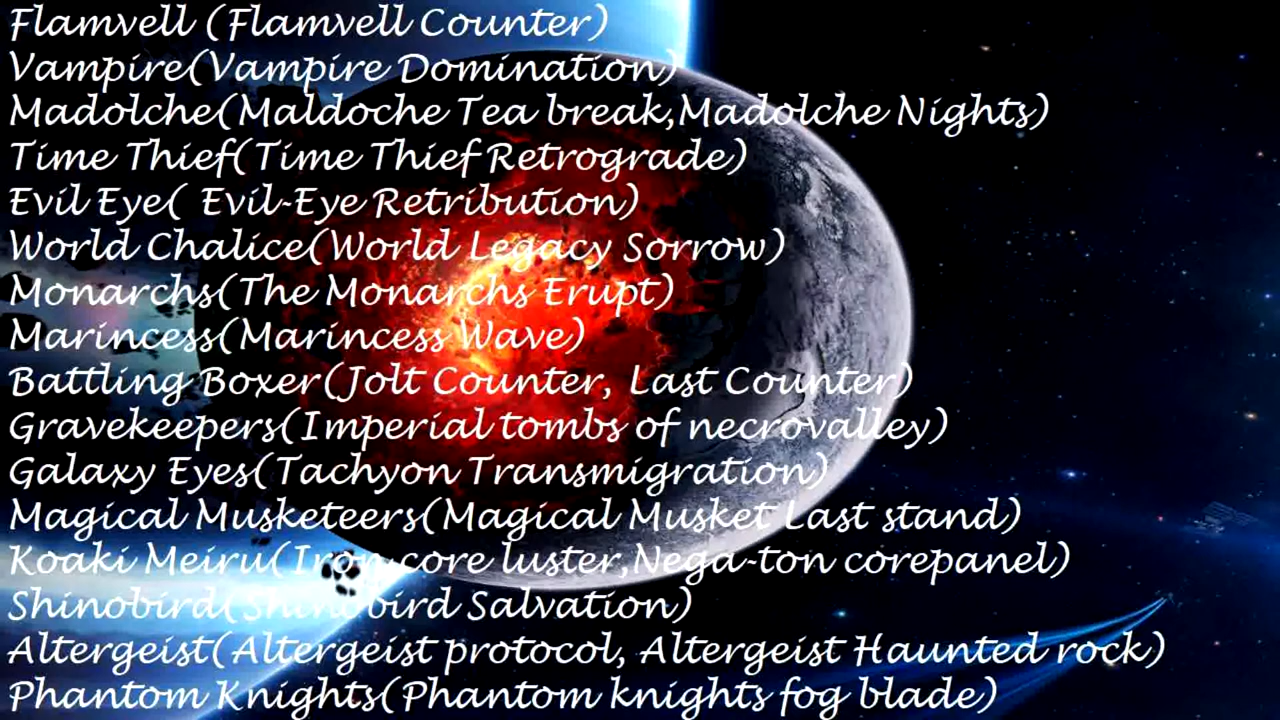 Flamvell (Flamvell Counter)
Vampire(Vampire Domination)
Madolche(Maldoche Tea break,Madolche Nights)
Time Thief(Time Thief Retrograde)
Evil Eye( Evil-Eye Retribution)
World Chalice(World Legacy Sorrow)
Monarchs(The Monarchs Erupt)
Marincess(Marincess Wave)
Battling Boxer(Jolt Counter, Last Counter)
Gravekeepers(Imperial tombs of necrovalley)
Galaxy Eyes(Tachyon Transmigration)
Magical Musketeers(Magical Musket Last stand)
Koaki Meiru(Iron core luster,Nega-ton corepanel)
Shinobird(Shinobird Salvation)
Altergeist(Altergeist protocol, Altergeist Haunted rock)
Phantom Knights(Phantom knights fog blade)